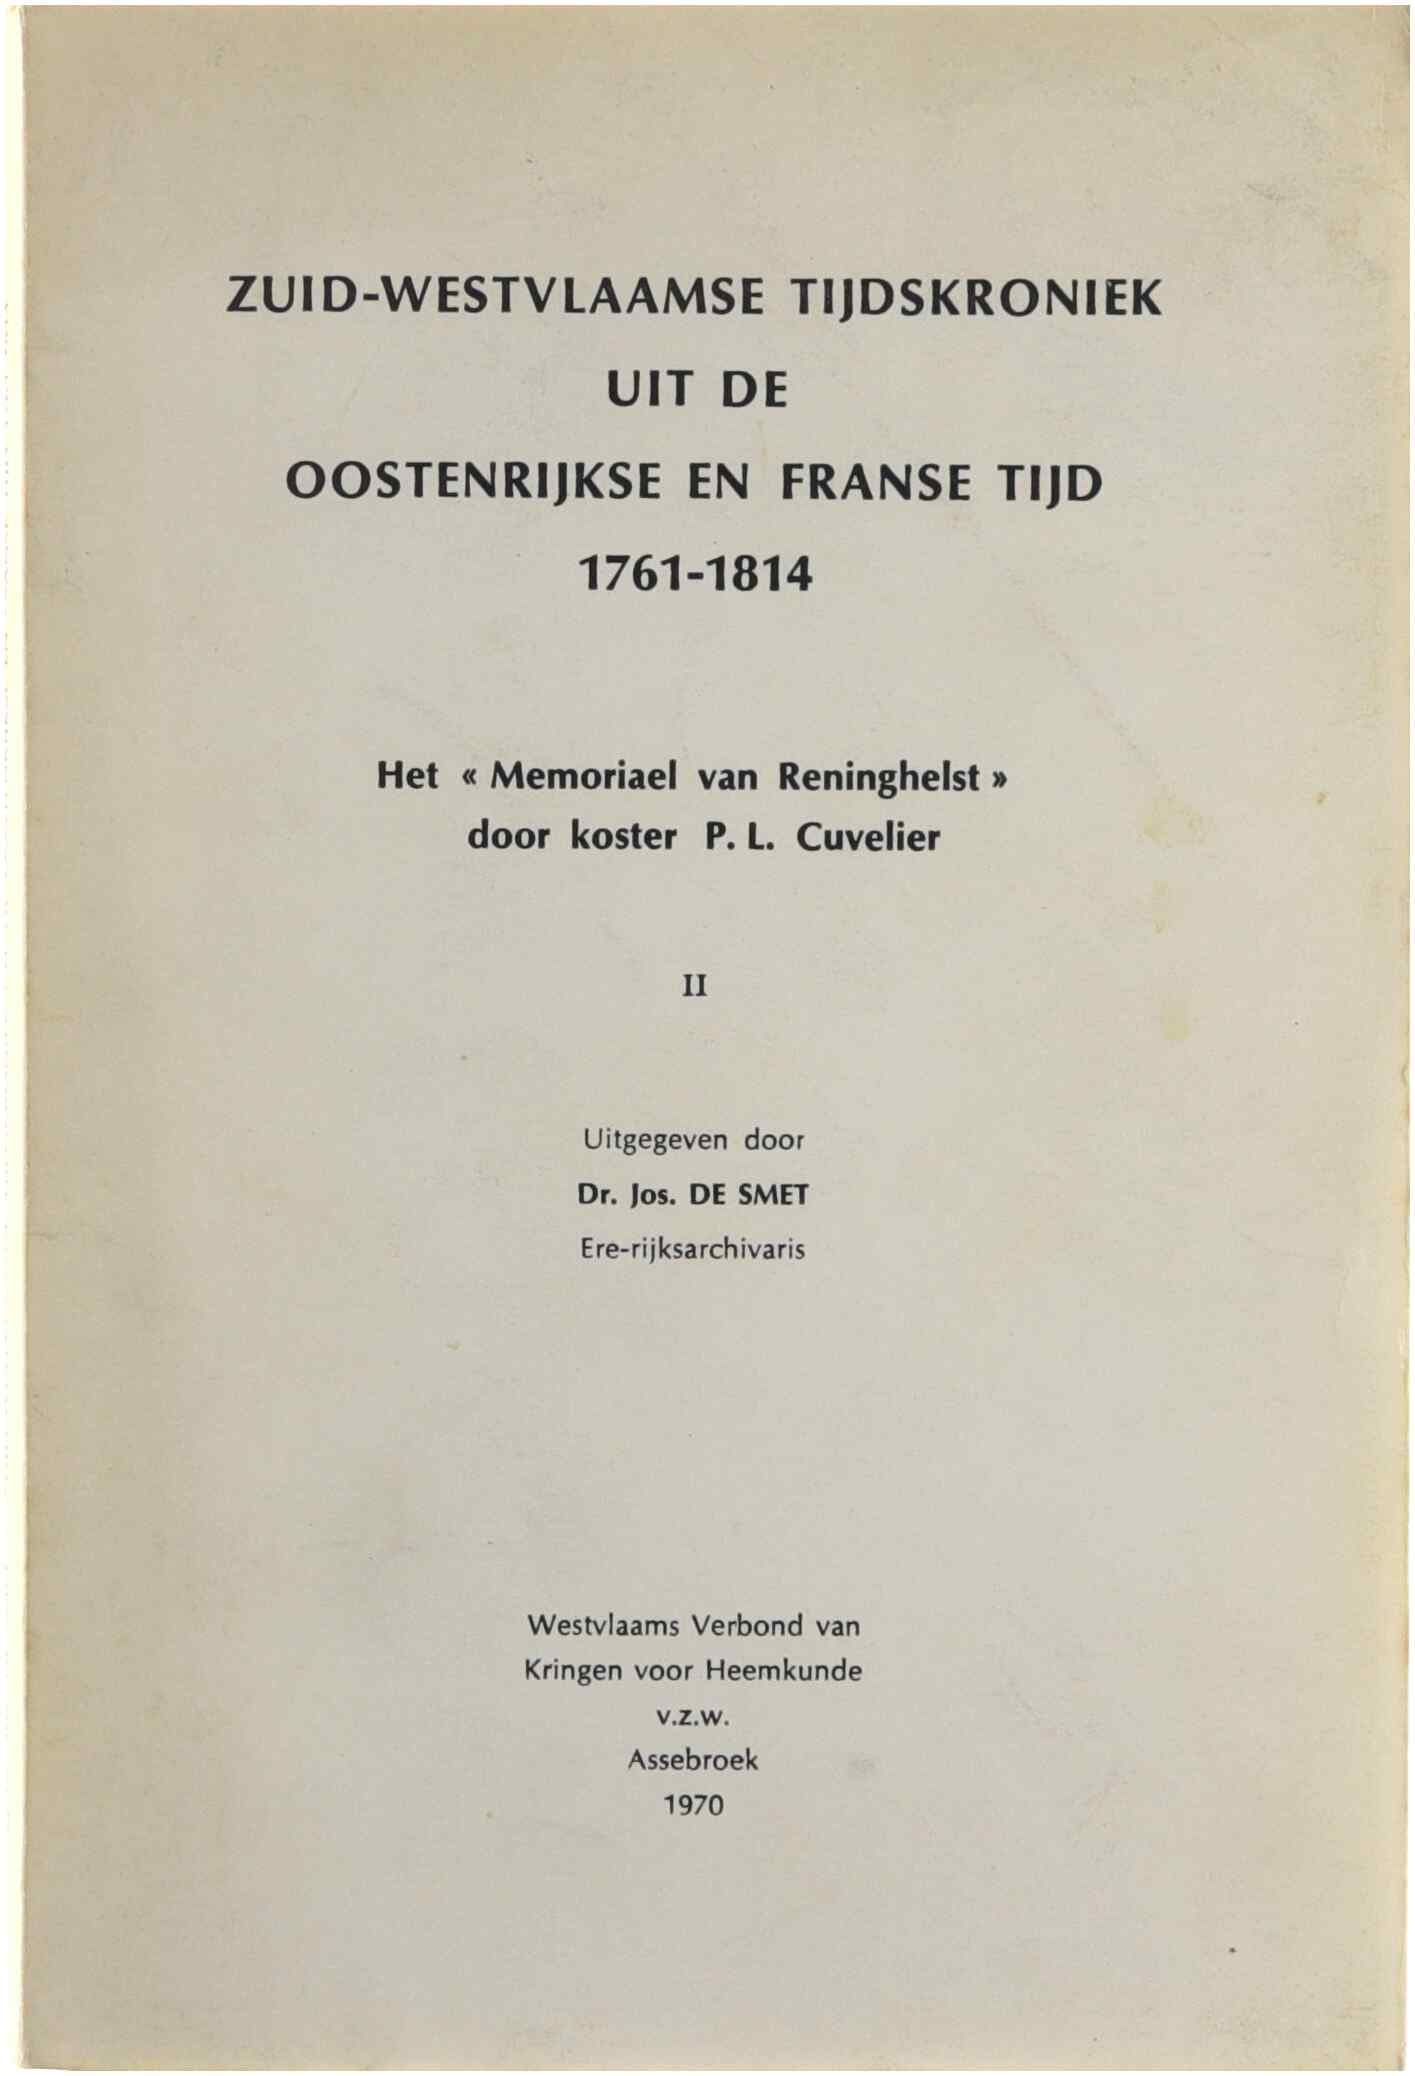 ZUID-WESTVLAAMSE TIJDSKRONIEK
UIT DE
OOSTENRIJKSE EN FRANSE TIJD
1761-1814
Het « Memoriael van Reninghelst »
door koster P. L. Cuvelier
II
Uitgegeven door
Dr. Jos. DE SMET
Ere-rijksarchivaris
Westvlaams Verbond van
Kringen voor Heemkunde
v.z.w.
Assebroek
1970